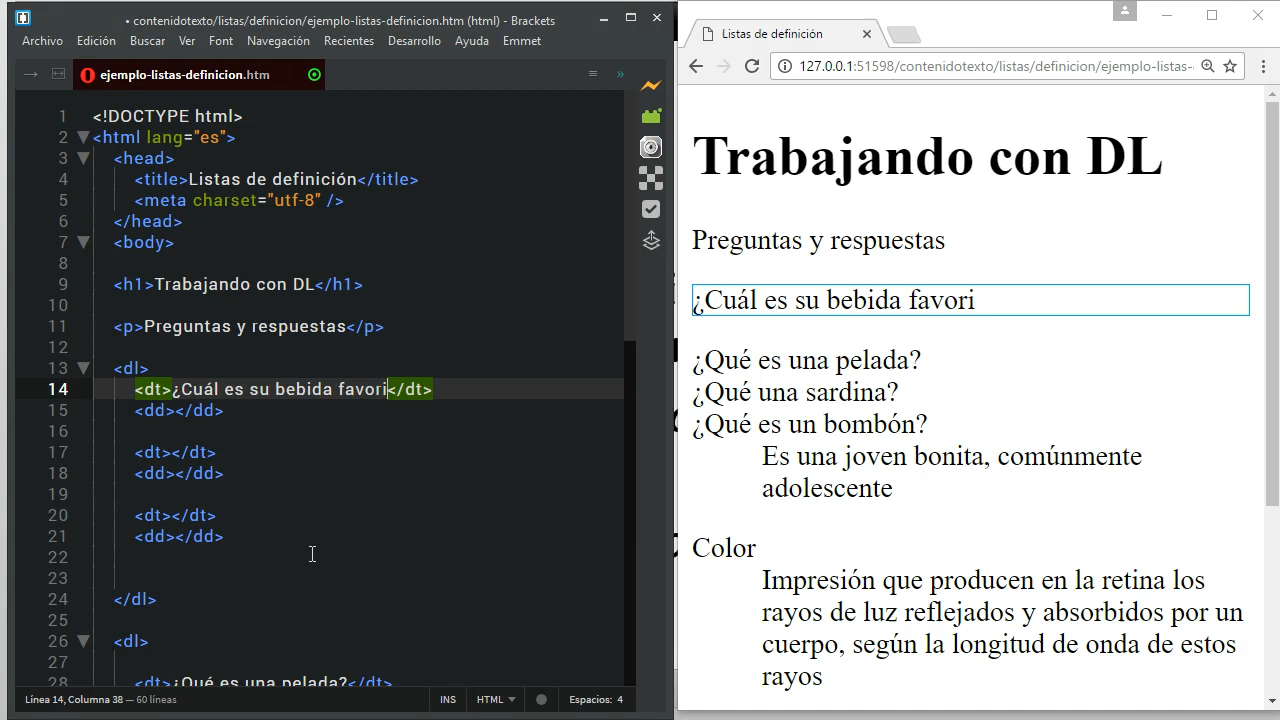 • contenidotexto/listas/definicion/ejemplo-listas-definicion.htm (html) - Brackets
Archivo Edición Buscar Ver Fnnt Navegación Recientes Desarrollo Ayuda Emmet
ejemplo-listas-definicion.htm
1 <!DOCTYPE html>
2 <html lang="es">
3 <head>
4 <title>Listas de definición</title>
5 <meta charset="utf-8" />
6 </head>
7 <body>
8
9 <h1>Trabajando con DL</h1>
10
11 <p>Preguntas y respuestas</p>
12
13 <dl>
14 <dt>¿Cuál es su bebida favori</dt>
15 <dd></dd>
16
17 <dt></dt>
18 <dd></dd>
19
20 <dt></dt>
21 <dd></dd>
22
23
24 </dl>
25
26 <dl>
27
28 <dt>¿Qué es una pelada?</dt>
Línea 14, Columna 38 — 60 líneas INS HTML Espacios: 4
Listas de definición
127.0.0.1:51598/contenidotexto/listas/definicion/ejemplo-listas-
Trabajando con DL
Preguntas y respuestas
¿Cuál es su bebida favori
¿Qué es una pelada?
¿Qué una sardina?
¿Qué es un bombón?
Es una joven bonita, comúnmente
adolescente
Color
Impresión que producen en la retina los
rayos de luz reflejados y absorbidos por un
cuerpo, según la longitud de onda de estos
rayos